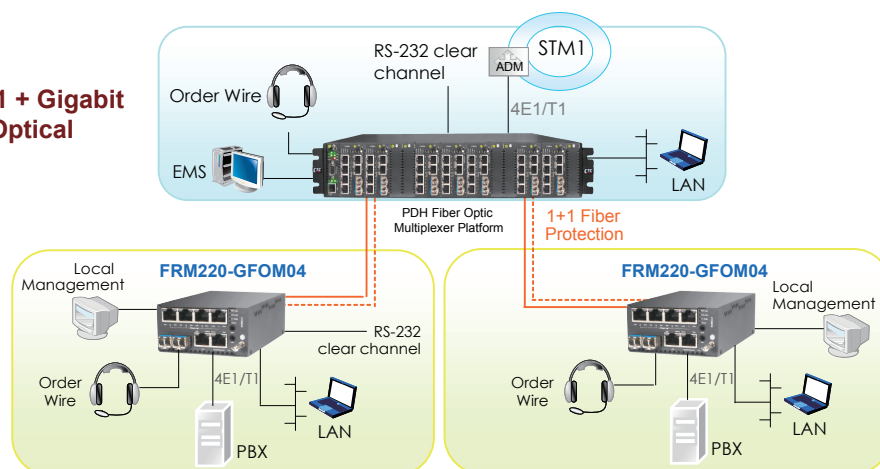 1 + Gigabit
Optical
RS-232 clear
channel
STM1
ADM
Order Wire
4E1/T1
EMS
LAN
PDH Fiber Optic
Multiplexer Platform
1+1 Fiber
Protection
Local
Management
FRM220-GFOM04
RS-232
clear channel
Order
Wire
4E1/T1
LAN
PBX
FRM220-GFOM04
Local
Management
Order
Wire
4E1/T1
LAN
PBX